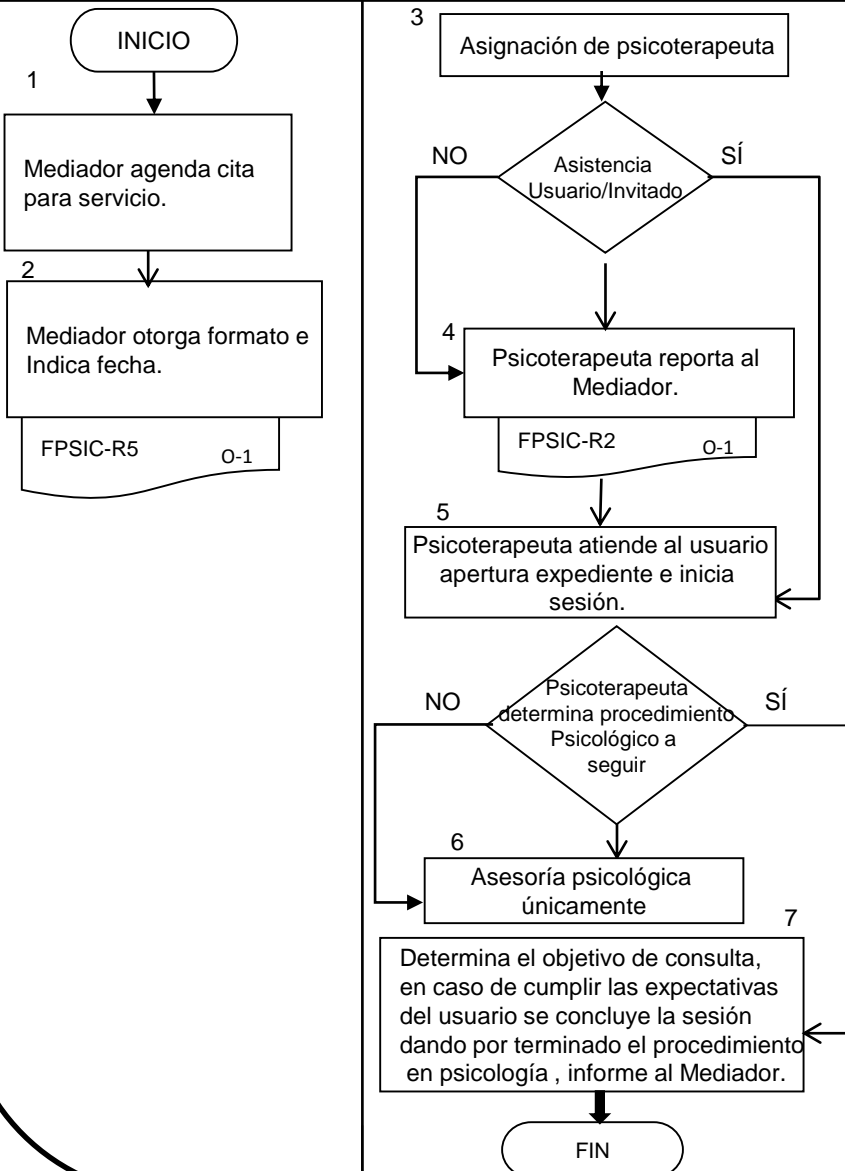 INICIO
1
Mediador agenda cita
para servicio.
2
Mediador otorga formato e
Indica fecha.
FPSIC-R5
O-1
3
Asignación de psicoterapeuta
NO
Asistencia
Usuario/Invitado
SÍ
4
Psicoterapeuta reporta al
Mediador.
FPSIC-R2
O-1
5
Psicoterapeuta atiende al usuario
apertura expediente e inicia
sesión.
NO
Psicoterapeuta
determina procedimiento
Psicológico a
seguir
SÍ
6
Asesoría psicológica
únicamente
7
Determina el objetivo de consulta,
en caso de cumplir las expectativas
del usuario se concluye la sesión
dando por terminado el procedimiento
en psicología , informe al Mediador.
FIN